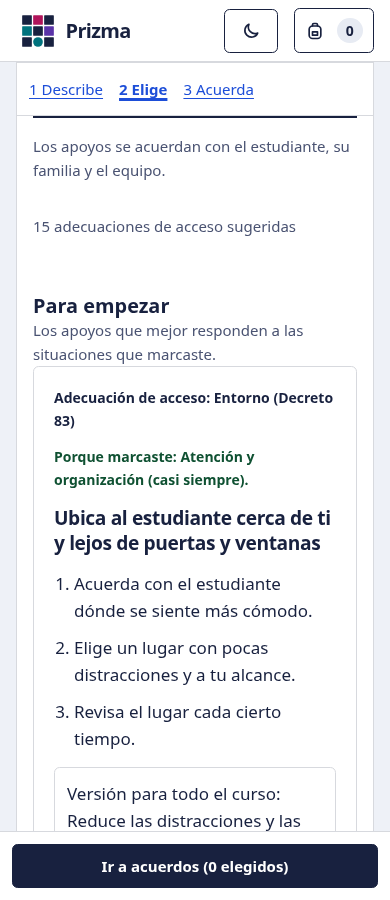 Prizma
0
1 Describe 2 Elige 3 Acuerda
Los apoyos se acuerdan con el estudiante, su
familia y el equipo.
15 adecuaciones de acceso sugeridas
Para empezar
Los apoyos que mejor responden a las
situaciones que marcaste.
Adecuación de acceso: Entorno (Decreto
83)
Porque marcaste: Atención y
organización (casi siempre).
Ubica al estudiante cerca de ti
y lejos de puertas y ventanas
1. Acuerda con el estudiante
dónde se siente más cómodo.
2. Elige un lugar con pocas
distracciones y a tu alcance.
3. Revisa el lugar cada cierto
tiempo.
Versión para todo el curso:
Reduce las distracciones y las
Ir a acuerdos (0 elegidos)